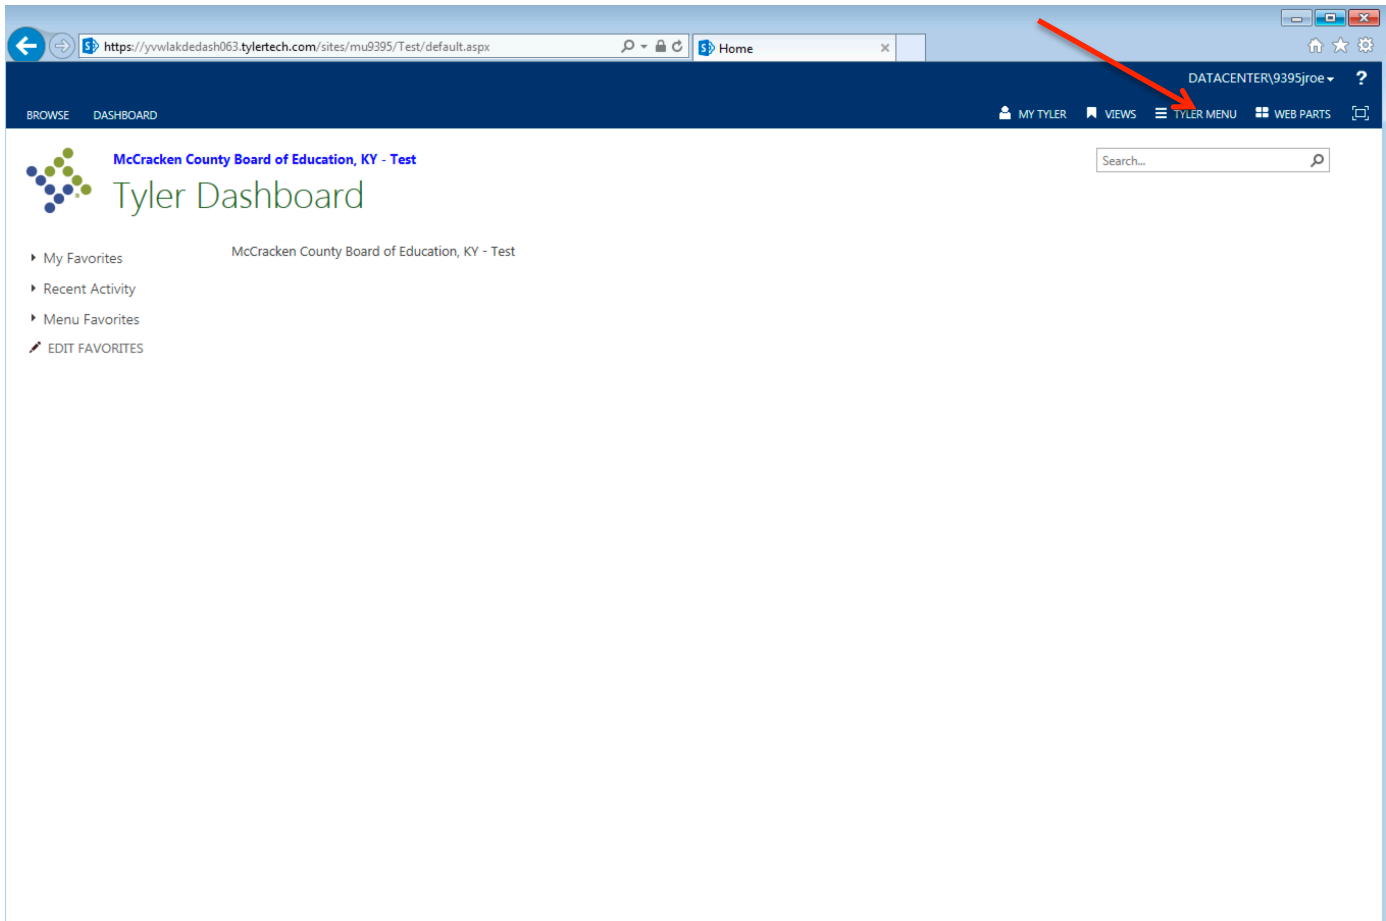 https://yvwlakdedash063.tylertech.com/sites/mu9395/Test/default.aspx
Home
DATACENTER\9395jroe
?
BROWSE DASHBOARD MY TYLER VIEWS TYLER MENU WEB PARTS
McCracken County Board of Education, KY - Test
Search...
Tyler Dashboard
My Favorites
McCracken County Board of Education, KY - Test
Recent Activity
Menu Favorites
EDIT FAVORITES